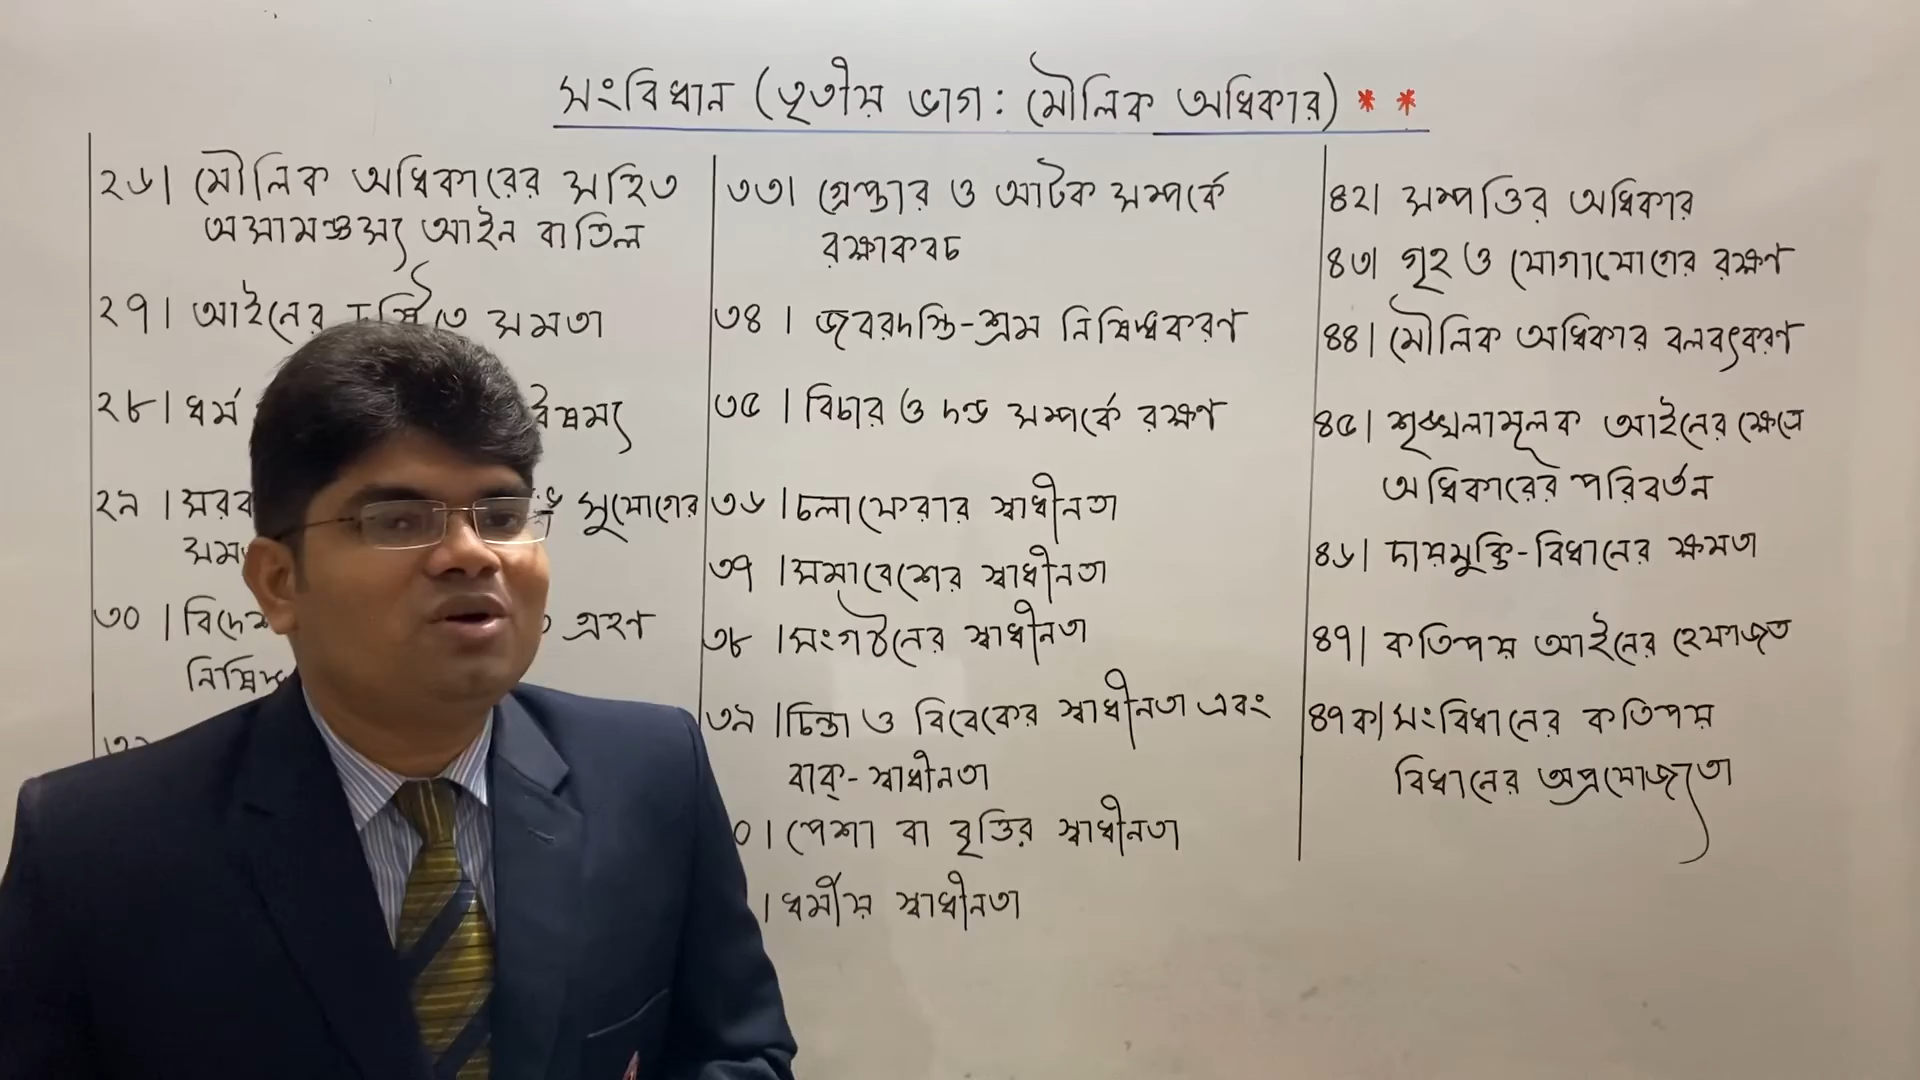 সংবিধান (তৃতীয় ভাগ: মৌলিক অধিকার) **
২৬। মৌলিক অধিকারের সহিত
অসামঞ্জস্য আইন বাতিল
২৭। আইনের সমতা
২৮। ধর্ম বৈষম্য
২৯। সুযোগের
৩০। গ্রহণ
৩৩। গ্রেপ্তার ও আটক সম্পর্কে
রক্ষাকবচ
৩৪। জবরদস্তি-শ্রম নিষিদ্ধকরণ
৩৫। বিচার ও দন্ড সম্পর্কে রক্ষণ
৩৬। চলাফেরার স্বাধীনতা
৩৭। সমাবেশের স্বাধীনতা
৩৮। সংগঠনের স্বাধীনতা
৩৯। চিন্তা ও বিবেকের স্বাধীনতা এবং
বাক্-স্বাধীনতা
০। পেশা বা বৃত্তির স্বাধীনতা
। ধর্মীয় স্বাধীনতা
৪২। সম্পত্তির অধিকার
৪৩। গৃহ ও যোগাযোগের রক্ষণ
৪৪। মৌলিক অধিকার বলবৎকরণ
৪৫। শৃঙ্খলামূলক আইনের ক্ষেত্রে
অধিকারের পরিবর্তন
৪৬। দায়মুক্তি-বিধানের ক্ষমতা
৪৭। কতিপয় আইনের হেফাজত
৪৭ক। সংবিধানের কতিপয়
বিধানের অপ্রযোজ্যতা